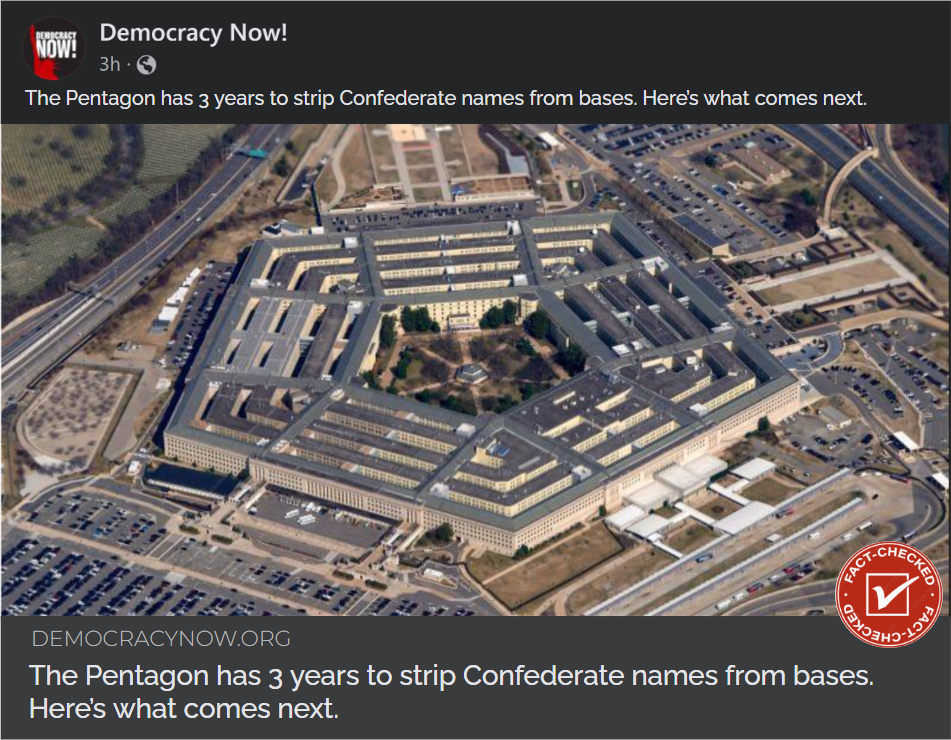 DEMOCRACY
NOW!
Democracy Now!
3h ·
The Pentagon has 3 years to strip Confederate names from bases. Here's what comes next.
FACT-CHECKED
FACT-CHECKED
DEMOCRACYNOW.ORG
The Pentagon has 3 years to strip Confederate names from bases.
Here's what comes next.